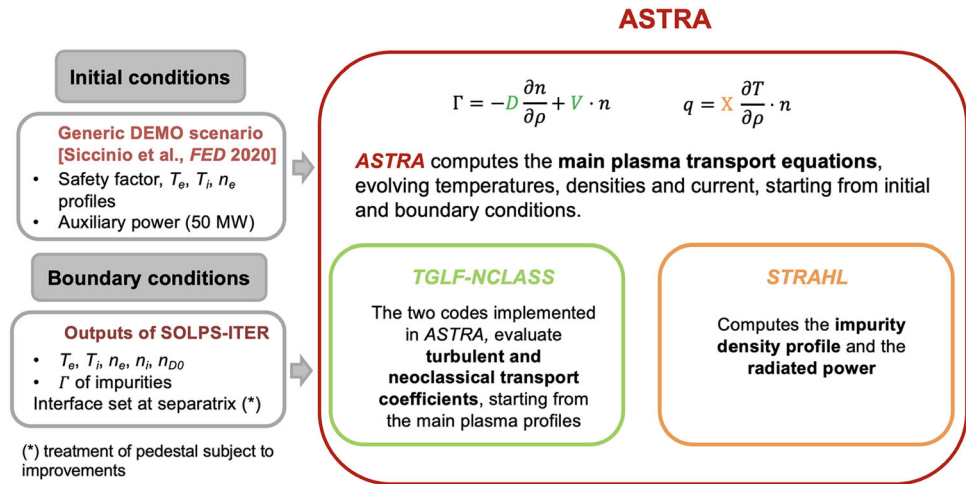 ASTRA
Initial conditions
Generic DEMO scenario
[Siccinio et al., FED 2020]
• Safety factor, Te, Ti, ne
profiles
• Auxiliary power (50 MW)
Boundary conditions
Outputs of SOLPS-ITER
• Te, Ti, ne, ni, nD0
• Γ of impurities
Interface set at separatrix (*)
(*) treatment of pedestal subject to
improvements
Γ = −D ∂n/∂ρ + V · n
q = X ∂T/∂ρ · n
ASTRA computes the main plasma transport equations,
evolving temperatures, densities and current, starting from initial
and boundary conditions.
TGLF-NCLASS
The two codes implemented
in ASTRA, evaluate
turbulent and
neoclassical transport
coefficients, starting from
the main plasma profiles
STRAHL
Computes the impurity
density profile and the
radiated power